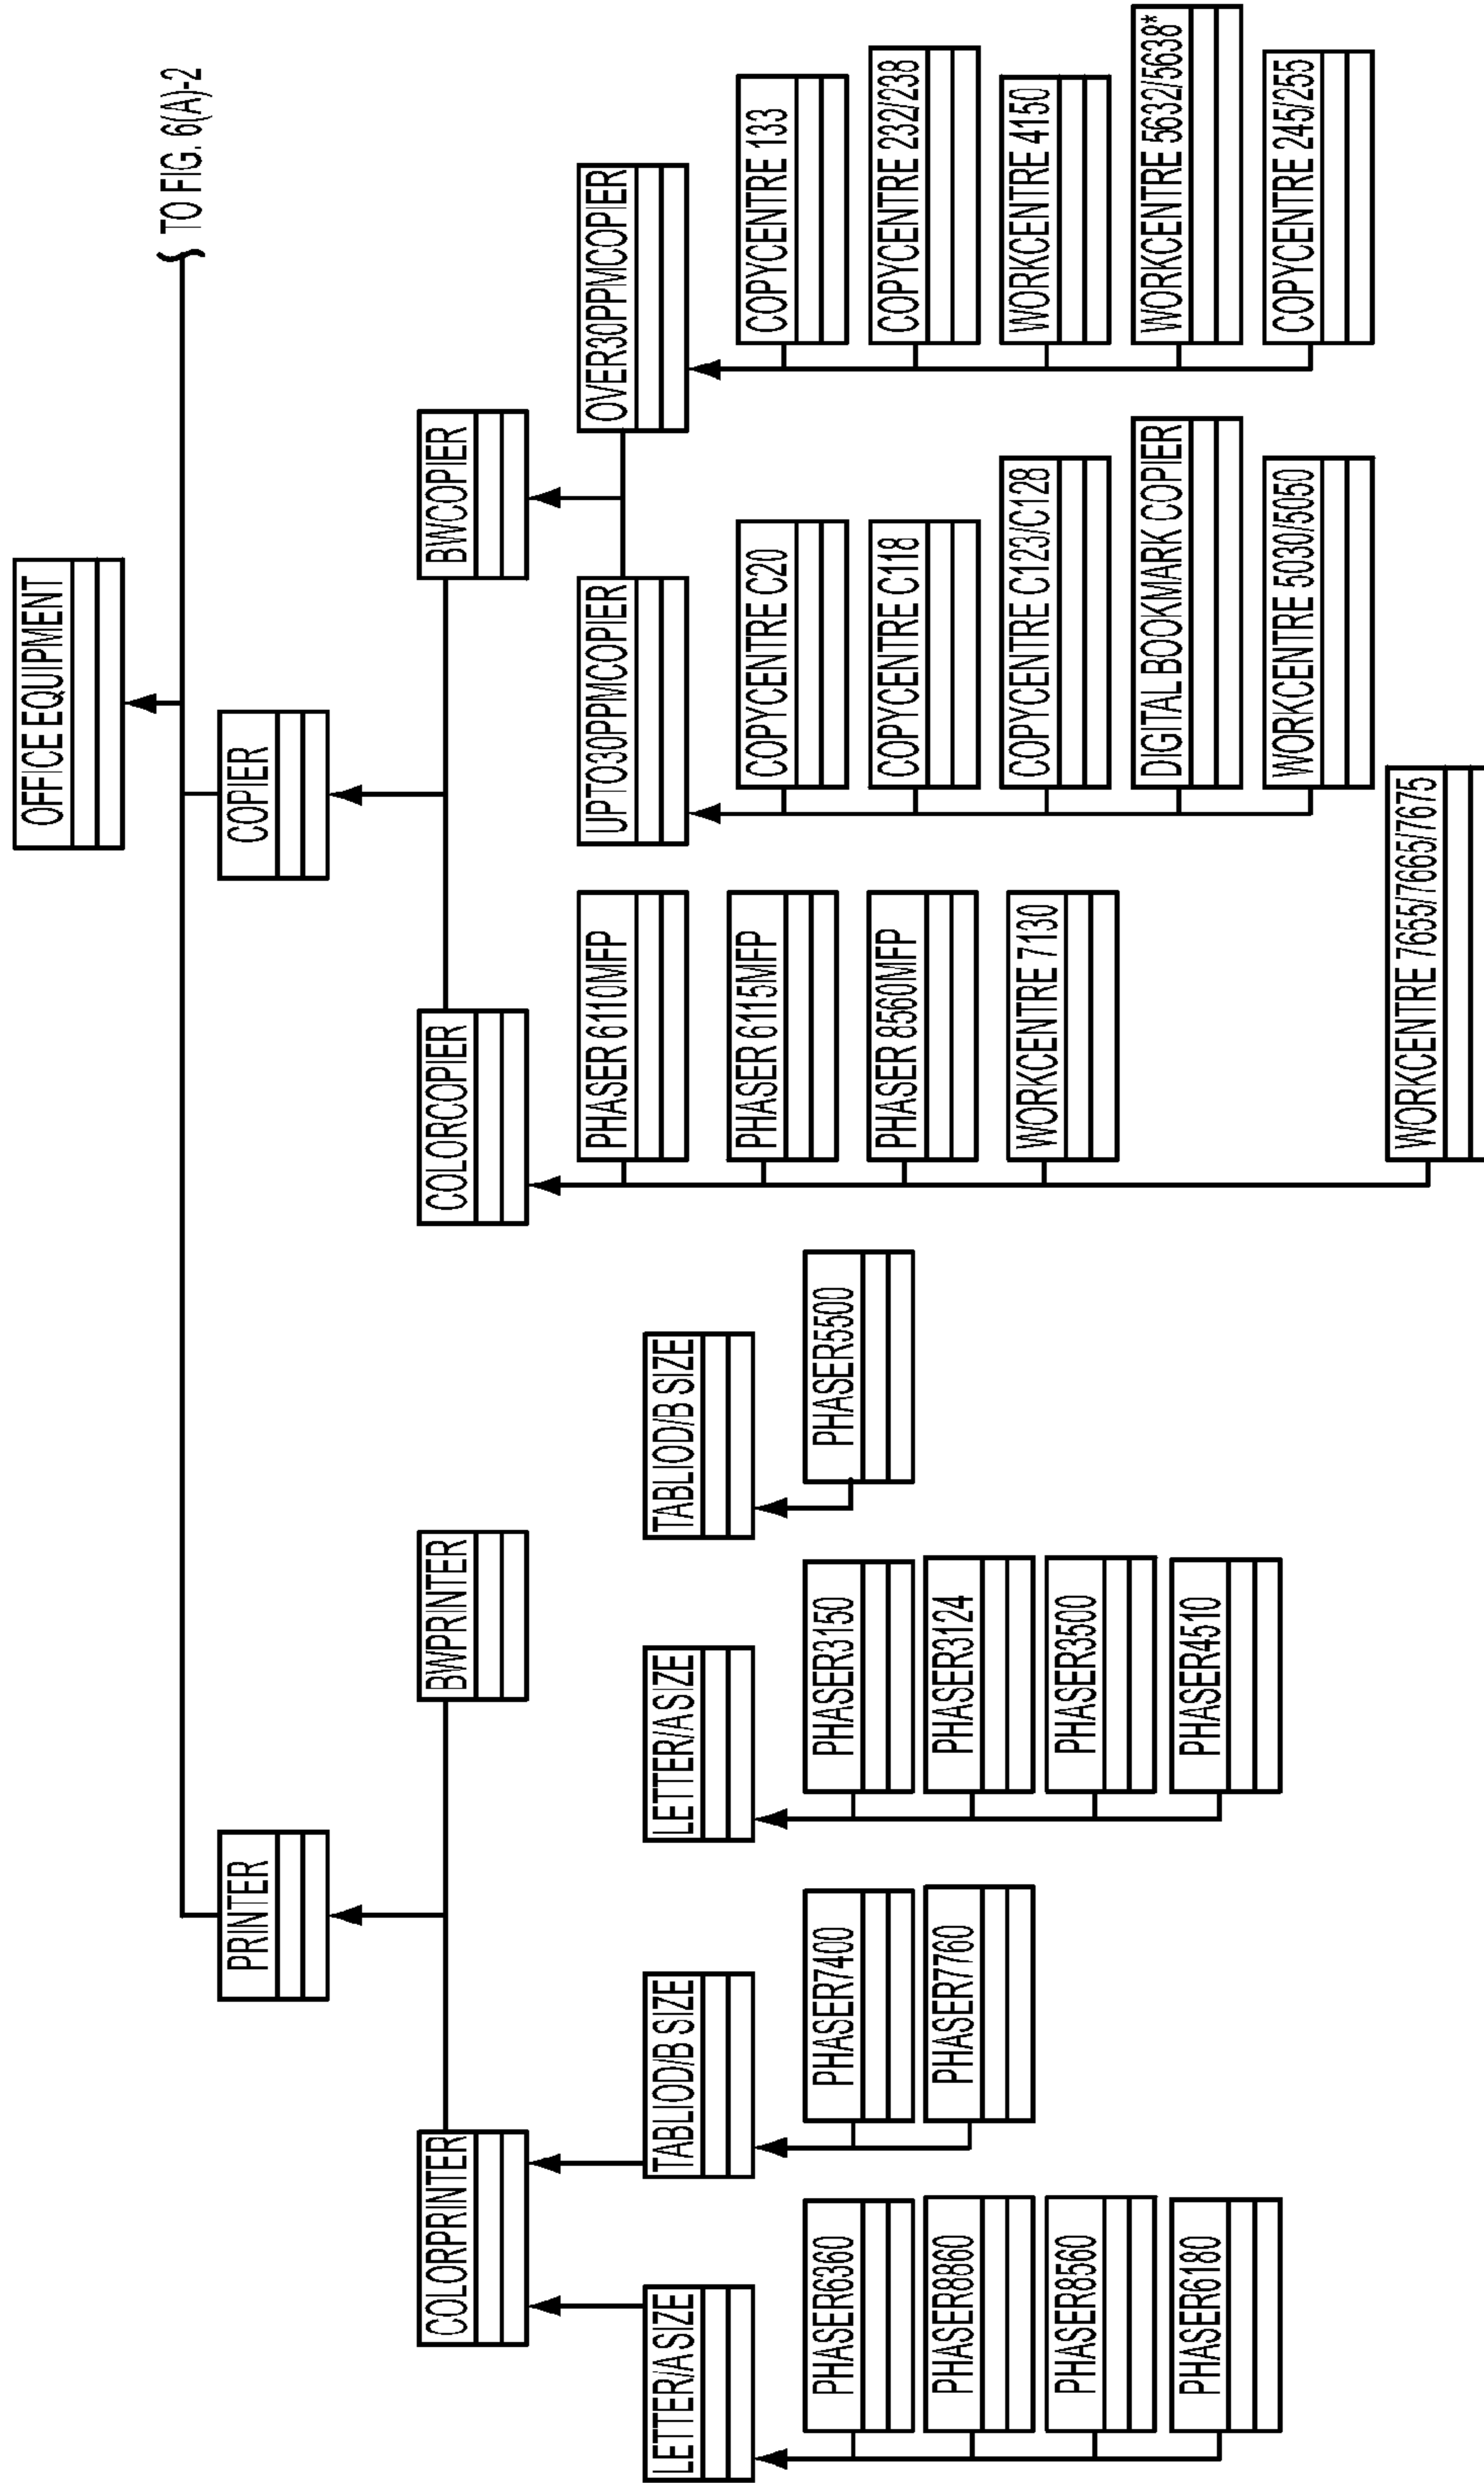 OFFICE EQUIPMENT
TO FIG. 6(A)-2
PRINTER
COPIER
COLORPRINTER
BWPRINTER
COLORCOPIER
BWCOPIER
LETTER/A SIZE
TABLIOD/B SIZE
LETTER/A SIZE
TABLIOD/B SIZE
PHASER6360
PHASER8860
PHASER8560
PHASER6180
PHASER7400
PHASER7760
PHASER3150
PHASER3124
PHASER3500
PHASER4510
PHASER5500
PHASER 6110MFP
PHASER 6115MFP
PHASER 8560MFP
WORKCENTRE 7130
WORKCENTRE 7655/7665/7675
UPTO30PPMCOPIER
OVER30PPMCOPIER
COPYCENTRE C20
COPYCENTRE C118
COPYCENTRE C123/C128
DIGITAL BOOKMARK COPIER
WORKCENTRE 5030/5050
COPYCENTRE 133
COPYCENTRE 232/238
WORKCENTRE 4150
WORKCENTRE 5632/5638*
COPYCENTRE 245/255